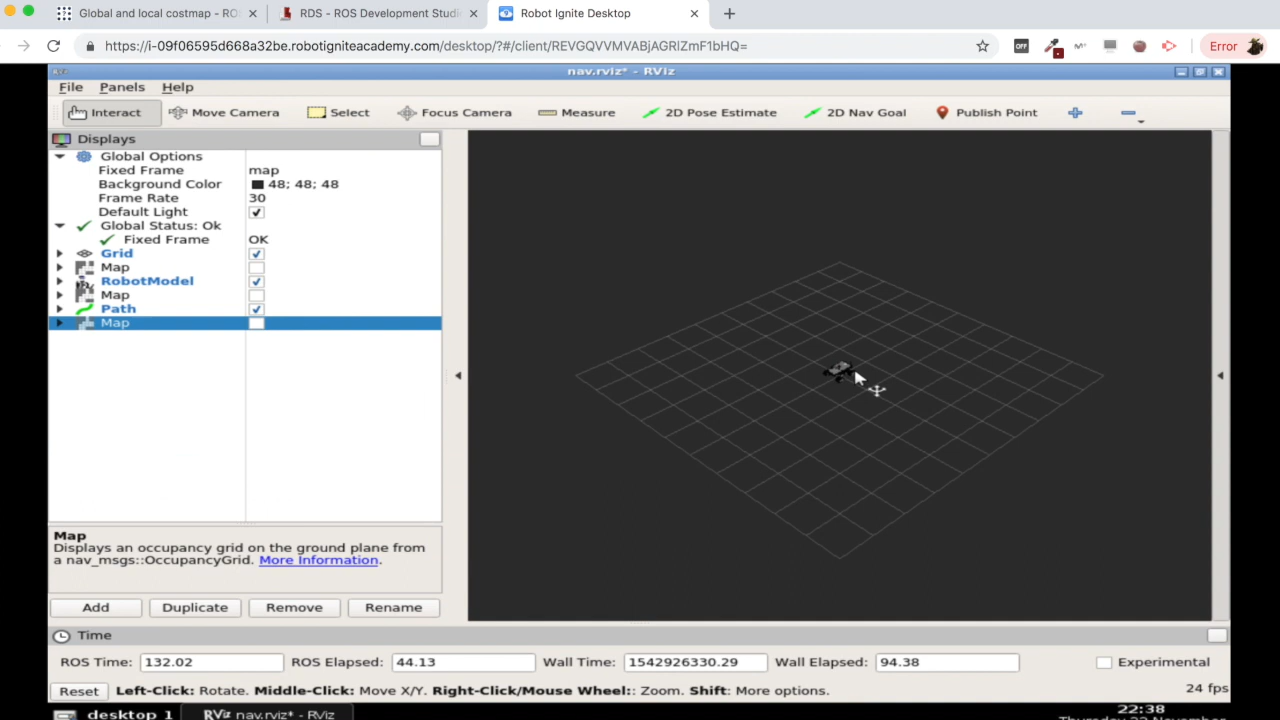 Global and local costmap - RO
RDS - ROS Development Studi
Robot Ignite Desktop
https://i-09f06595d668a32be.robotigniteacademy.com/desktop/?#/client/REVGQVVMVABjAGRlZmF1bHQ=
OFF
Error
RViz
nav.rviz* - RViz
File Panels Help
Interact Move Camera Select Focus Camera Measure 2D Pose Estimate 2D Nav Goal Publish Point
Displays
Global Options
Fixed Frame map
Background Color 48; 48; 48
Frame Rate 30
Default Light
Global Status: Ok
Fixed Frame OK
Grid
Map
RobotModel
Map
Path
Map
Map
Displays an occupancy grid on the ground plane from
a nav_msgs::OccupancyGrid. More Information.
Add Duplicate Remove Rename
Time
ROS Time: 132.02 ROS Elapsed: 44.13 Wall Time: 1542926330.29 Wall Elapsed: 94.38 Experimental
Reset Left-Click: Rotate. Middle-Click: Move X/Y. Right-Click/Mouse Wheel:: Zoom. Shift: More options. 24 fps
desktop 1 RViz nav.rviz* - RViz 22:38
Thursday 22 November